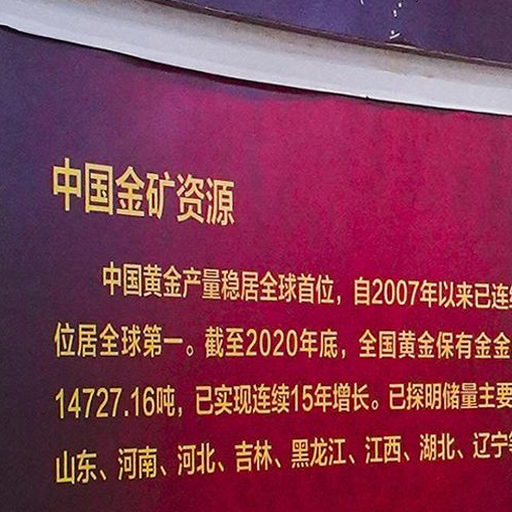 中国金矿资源
中国黄金产量稳居全球首位，自2007年以来已连
位居全球第一。截至2020年底，全国黄金保有金金
14727.16吨，已实现连续15年增长。已探明储量主要
山东、河南、河北、吉林、黑龙江、江西、湖北、辽宁